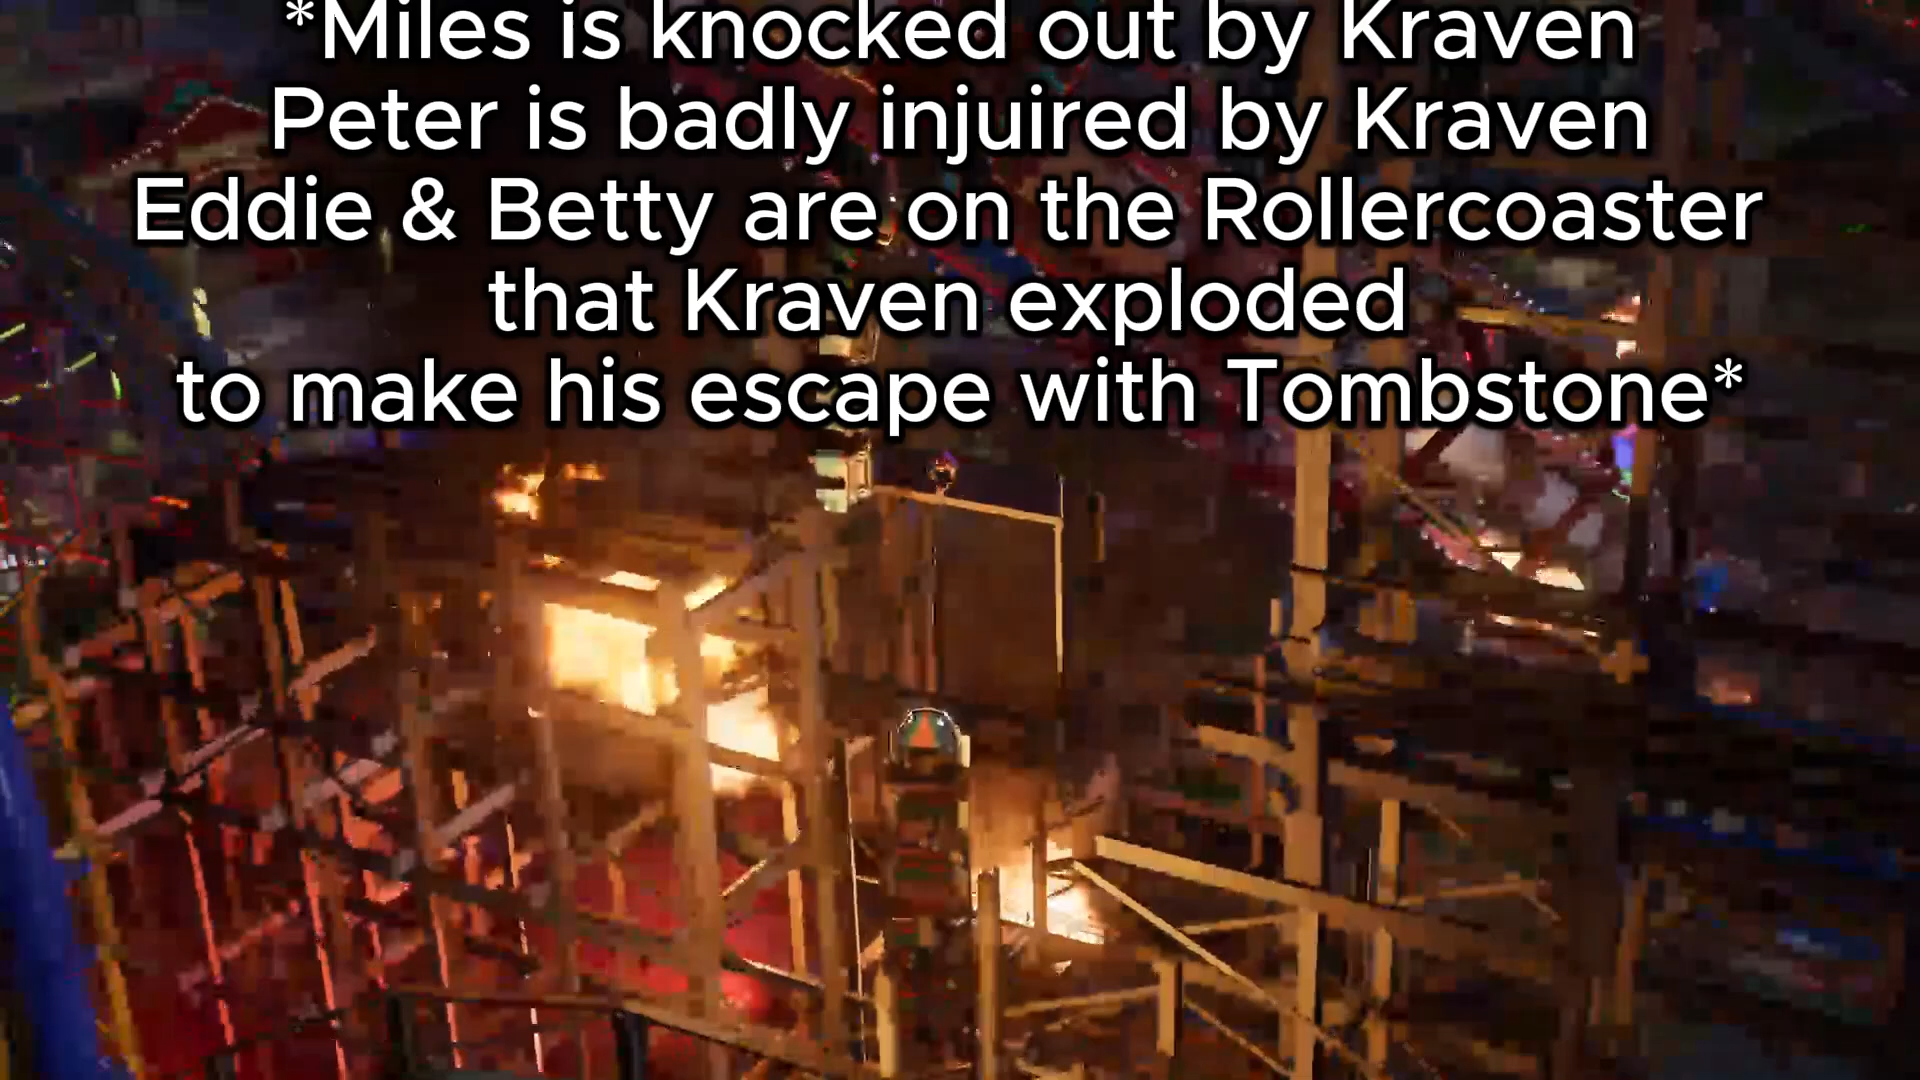 *Miles is knocked out by Kraven
Peter is badly injuired by Kraven
Eddie & Betty are on the Rollercoaster
that Kraven exploded
to make his escape with Tombstone*